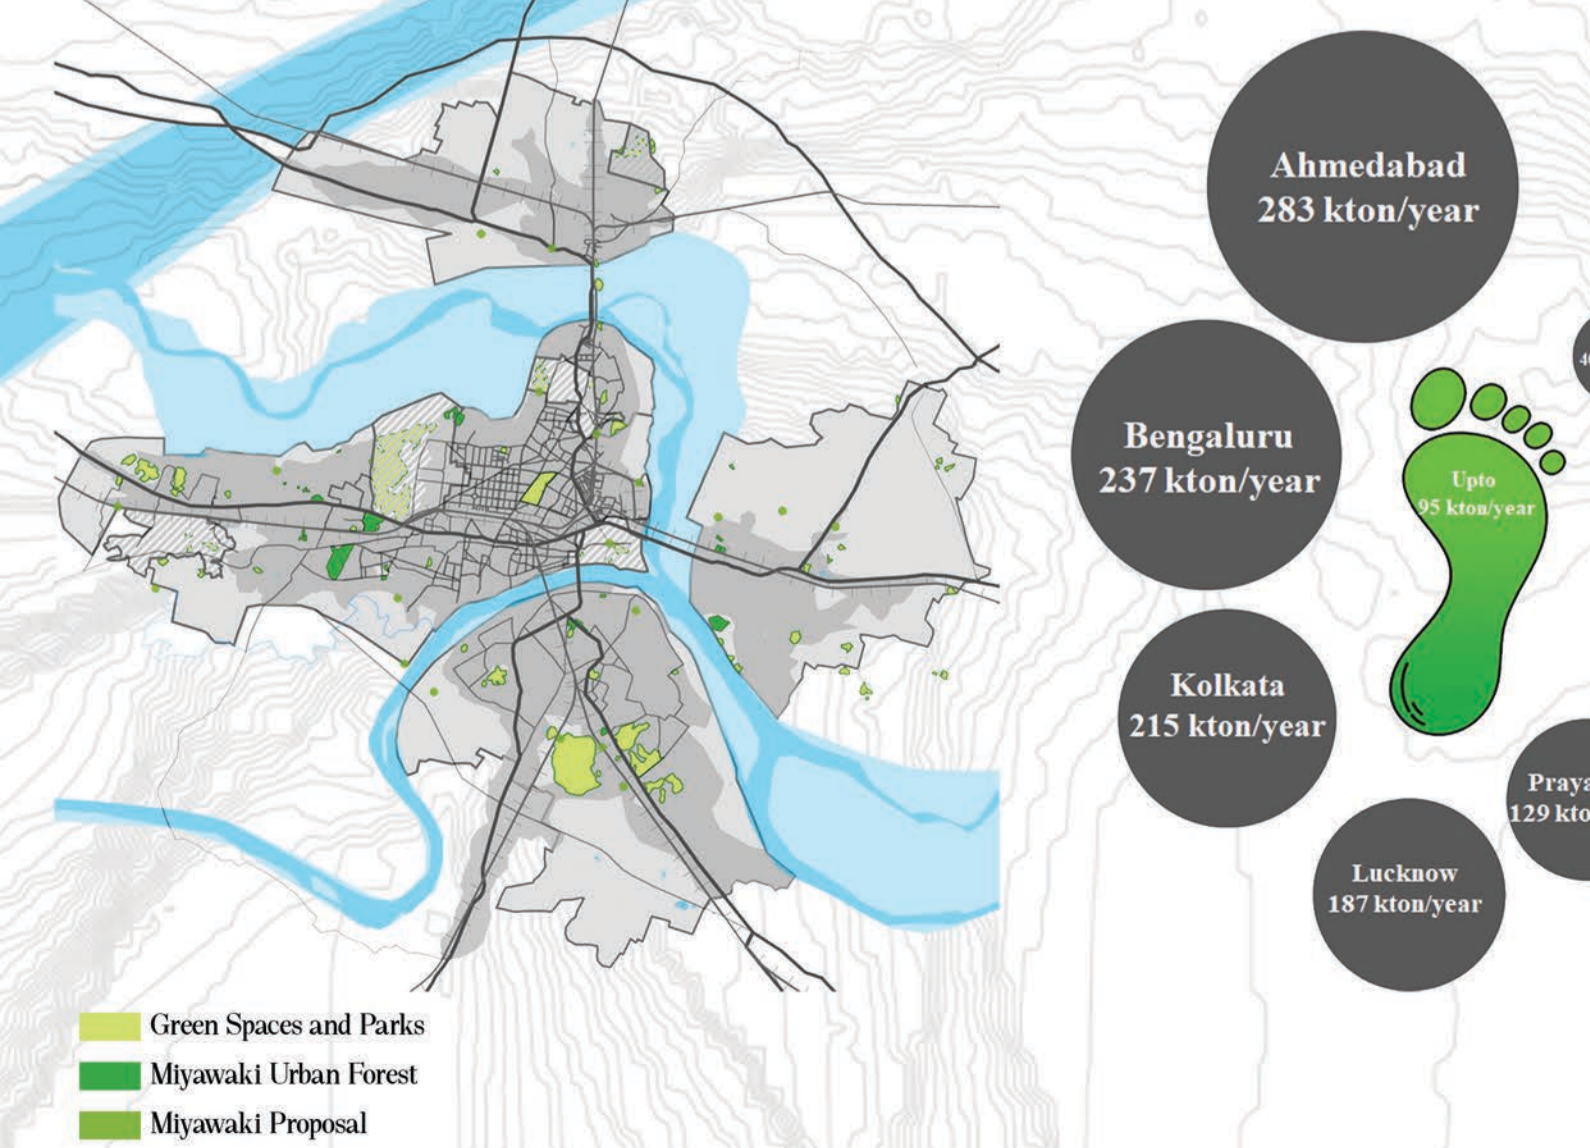 Ahmedabad
283 kton/year
Bengaluru
237 kton/year
Upto
95 kton/year
Kolkata
215 kton/year
Lucknow
187 kton/year
129
Green Spaces and Parks
Miyawaki Urban Forest
Miyawaki Proposal